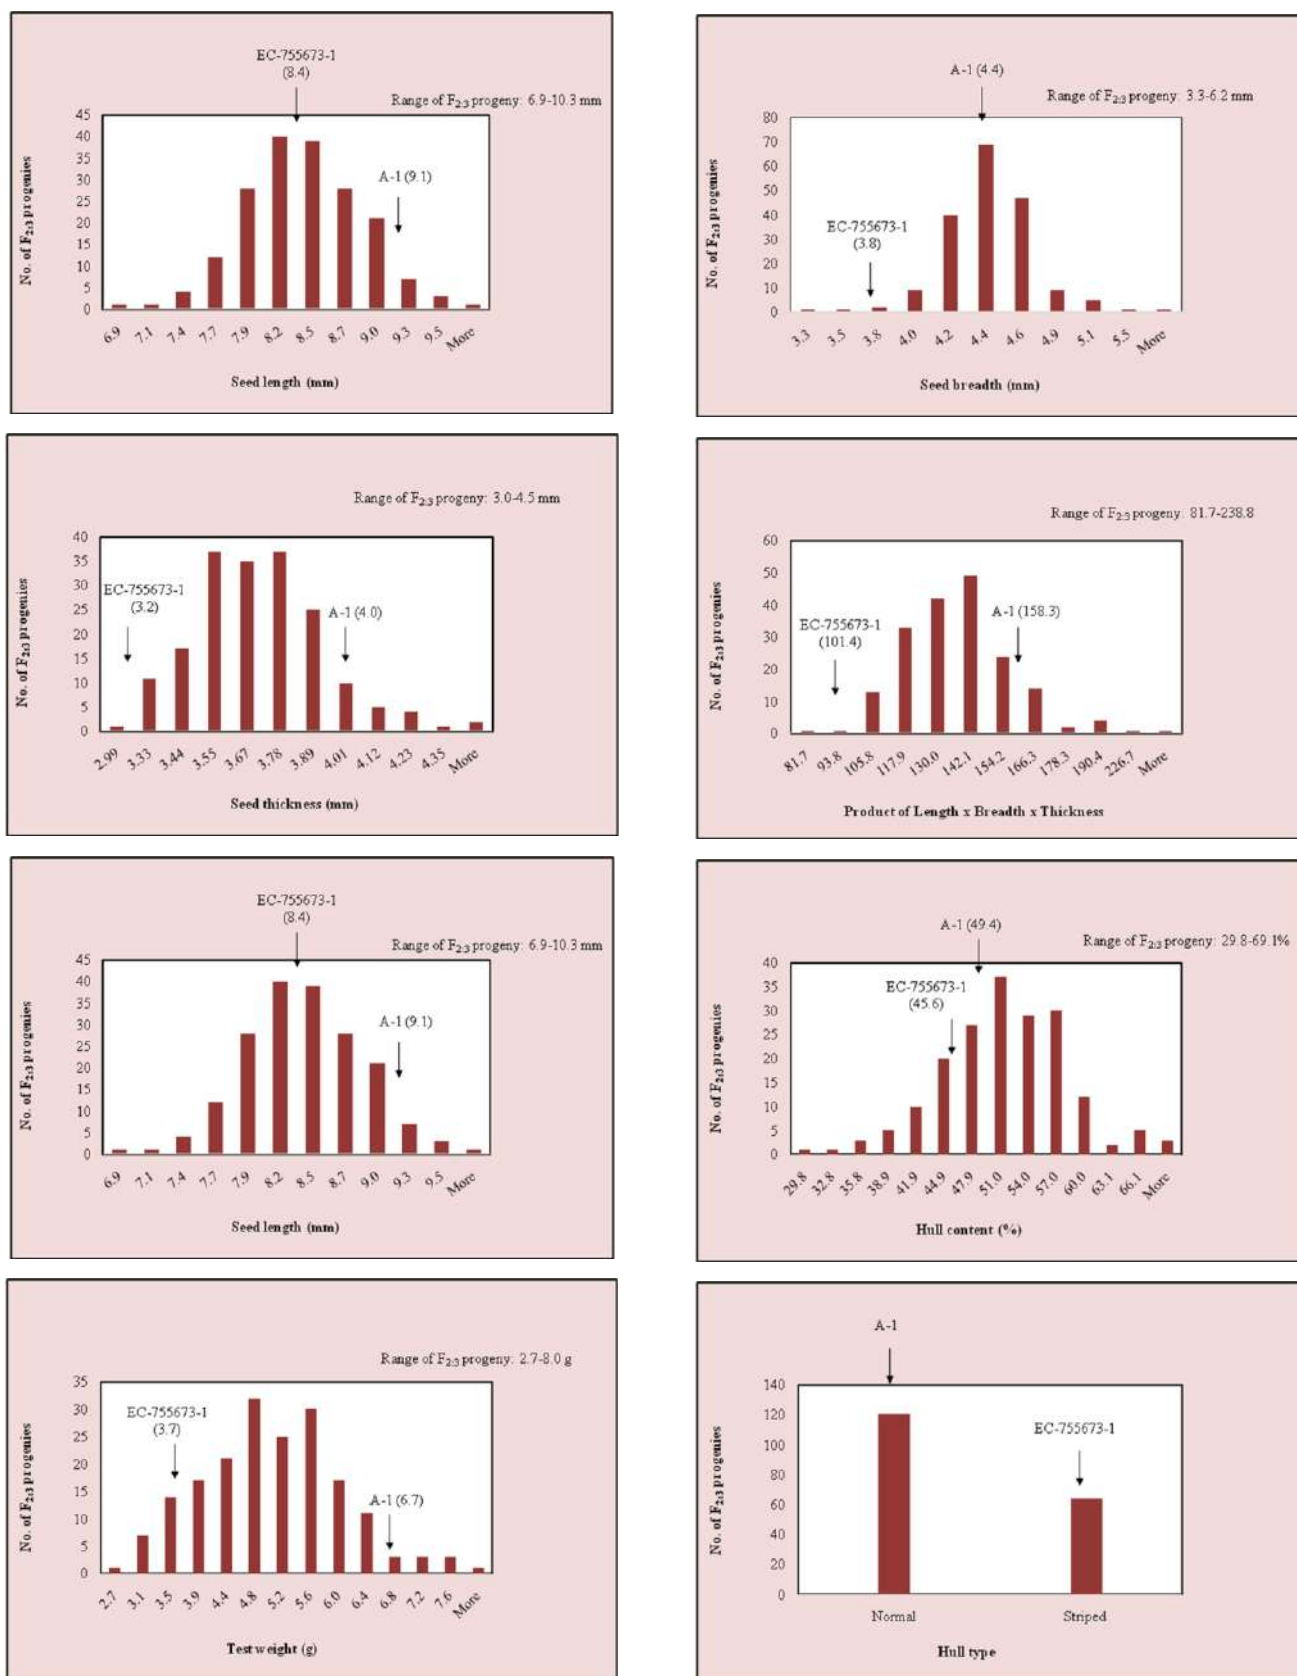 EC-755673-1
(8.4)
Range of F2:3 progeny: 6.9-10.3 mm
A-1 (9.1)
No. of F2:3 progenies
45
40
35
30
25
20
15
10
5
0
6.9 7.1 7.4 7.7 7.9 8.2 8.5 8.7 9.0 9.3 9.5 More
Seed length (mm)
A-1 (4.4)
Range of F2:3 progeny: 3.3-6.2 mm
EC-755673-1
(3.8)
No. of F2:3 progenies
80
70
60
50
40
30
20
10
0
3.3 3.5 3.8 4.0 4.2 4.4 4.6 4.9 5.1 5.5 More
Seed breadth (mm)
Range of F2:3 progeny: 3.0-4.5 mm
EC-755673-1
(3.2)
A-1 (4.0)
No. of F2:3 progenies
40
35
30
25
20
15
10
5
0
2.99 3.33 3.44 3.55 3.67 3.78 3.89 4.01 4.12 4.23 4.35 More
Seed thickness (mm)
Range of F2:3 progeny: 81.7-238.8
EC-755673-1
(101.4)
A-1 (158.3)
No. of F2:3 progenies
60
50
40
30
20
10
0
81.7 93.8 105.8 117.9 130.0 142.1 154.2 166.3 178.3 190.4 226.7 More
Product of Length x Breadth x Thickness
EC-755673-1
(8.4)
Range of F2:3 progeny: 6.9-10.3 mm
A-1 (9.1)
No. of F2:3 progenies
45
40
35
30
25
20
15
10
5
0
6.9 7.1 7.4 7.7 7.9 8.2 8.5 8.7 9.0 9.3 9.5 More
Seed length (mm)
A-1 (49.4)
Range of F2:3 progeny: 29.8-69.1%
EC-755673-1
(45.6)
No. of F2:3 progenies
40
35
30
25
20
15
10
5
0
29.8 32.8 35.8 38.9 41.9 44.9 47.9 51.0 54.0 57.0 60.0 63.1 66.1 More
Hull content (%)
Range of F2:3 progeny: 2.7-8.0 g
EC-755673-1
(3.7)
A-1 (6.7)
No. of F2:3 progenies
35
30
25
20
15
10
5
0
2.7 3.1 3.5 3.9 4.4 4.8 5.2 5.6 6.0 6.4 6.8 7.2 7.6 More
Test weight (g)
A-1
EC-755673-1
No. of F2:3 progenies
140
120
100
80
60
40
20
0
Normal Striped
Hull type